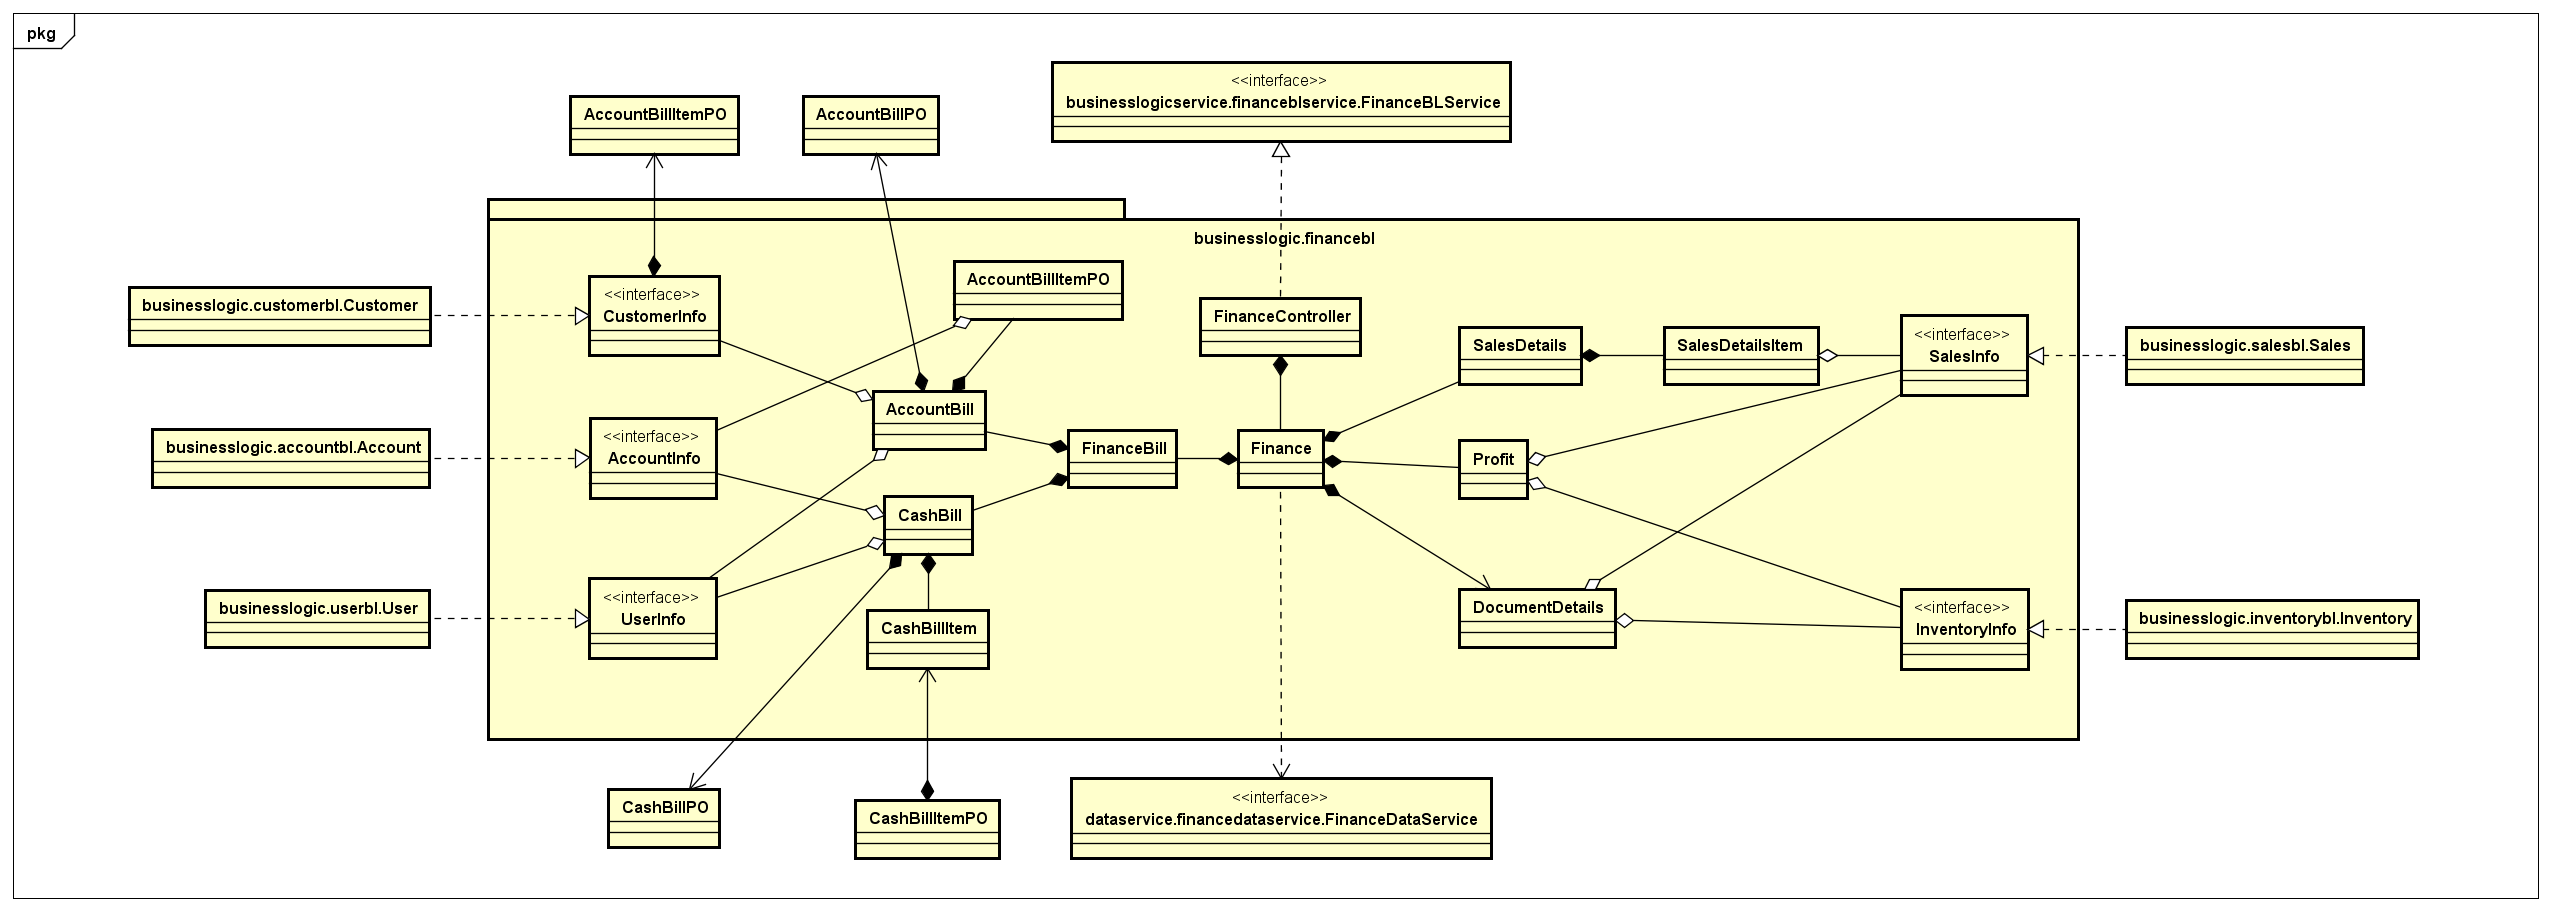 pkg
<<interface>>
businesslogicservice.financeblservice.FinanceBLService
AccountBillItemPO
AccountBillPO
businesslogic.financebl
AccountBillItemPO
<<interface>>
CustomerInfo
businesslogic.customerbl.Customer
FinanceController
SalesDetails
SalesDetailsItem
<<interface>>
SalesInfo
businesslogic.salesbl.Sales
AccountBill
<<interface>>
AccountInfo
businesslogic.accountbl.Account
FinanceBill
Finance
Profit
CashBill
<<interface>>
UserInfo
businesslogic.userbl.User
CashBillItem
DocumentDetails
<<interface>>
InventoryInfo
businesslogic.inventorybl.Inventory
CashBillPO
CashBillItemPO
<<interface>>
dataservice.financedataservice.FinanceDataService